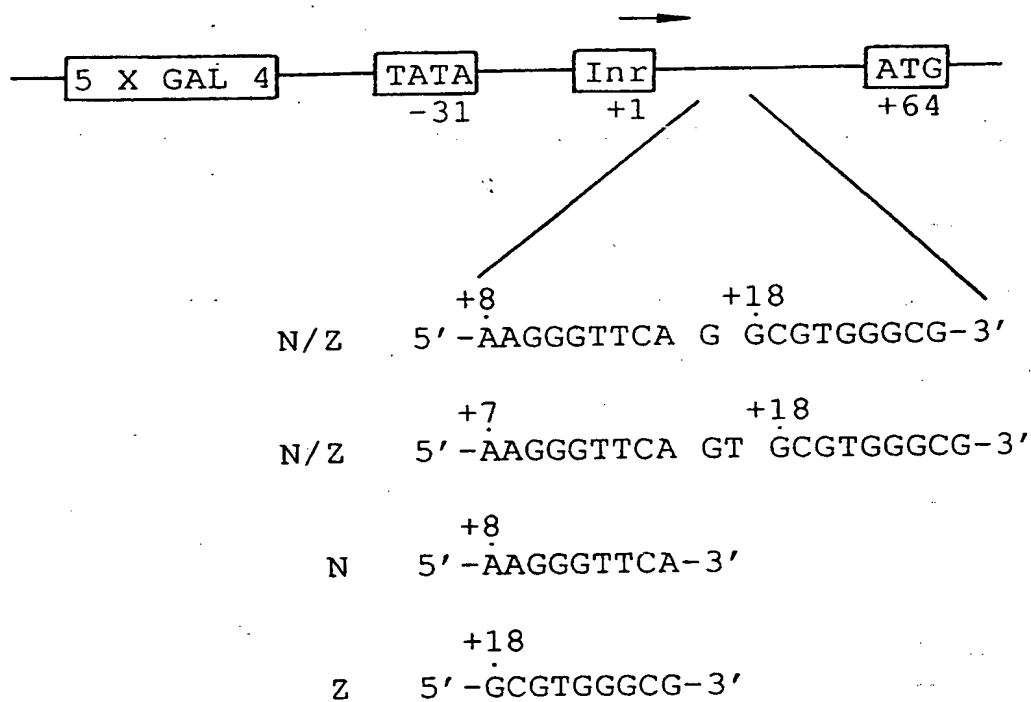 5 X GAL 4 TATA Inr ATG
-31 +1 +64
+8 +18
N/Z 5'-AAGGGTTCA G GCGTGGGCG-3'
+7 +18
N/Z 5'-AAGGGTTCA GT GCGTGGGCG-3'
+8
N 5'-AAGGGTTCA-3'
+18
Z 5'-GCGTGGGCG-3'